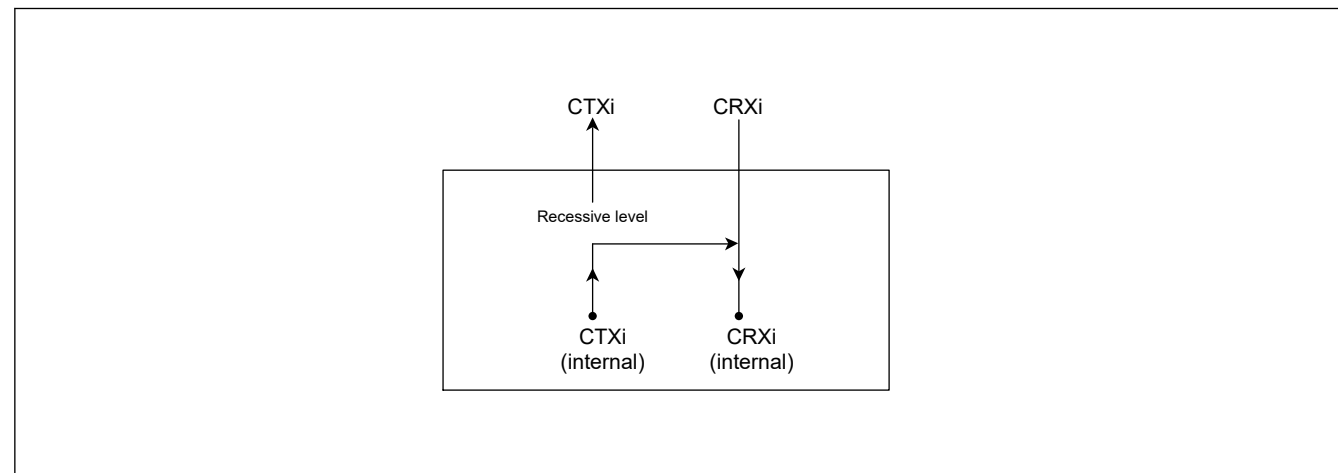 CTXi CRXi
Recessive level
CTXi CRXi
(internal) (internal)